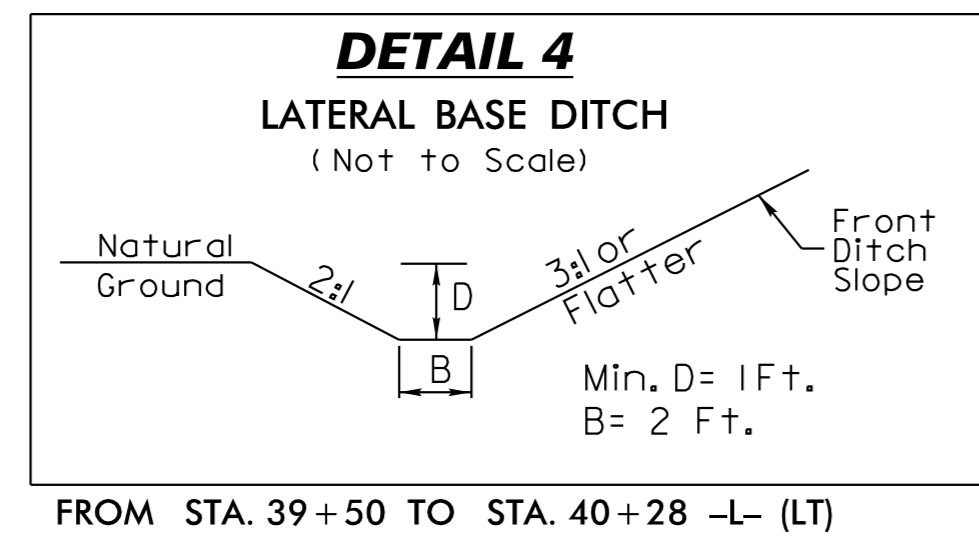 DETAIL 4
LATERAL BASE DITCH
(Not to Scale)
Natural
Ground
2:1
D
B
3:1 or
Flatter
Front
Ditch
Slope
Min. D= 1Ft.
B= 2 Ft.
FROM STA. 39+50 TO STA. 40+28 -L- (LT)